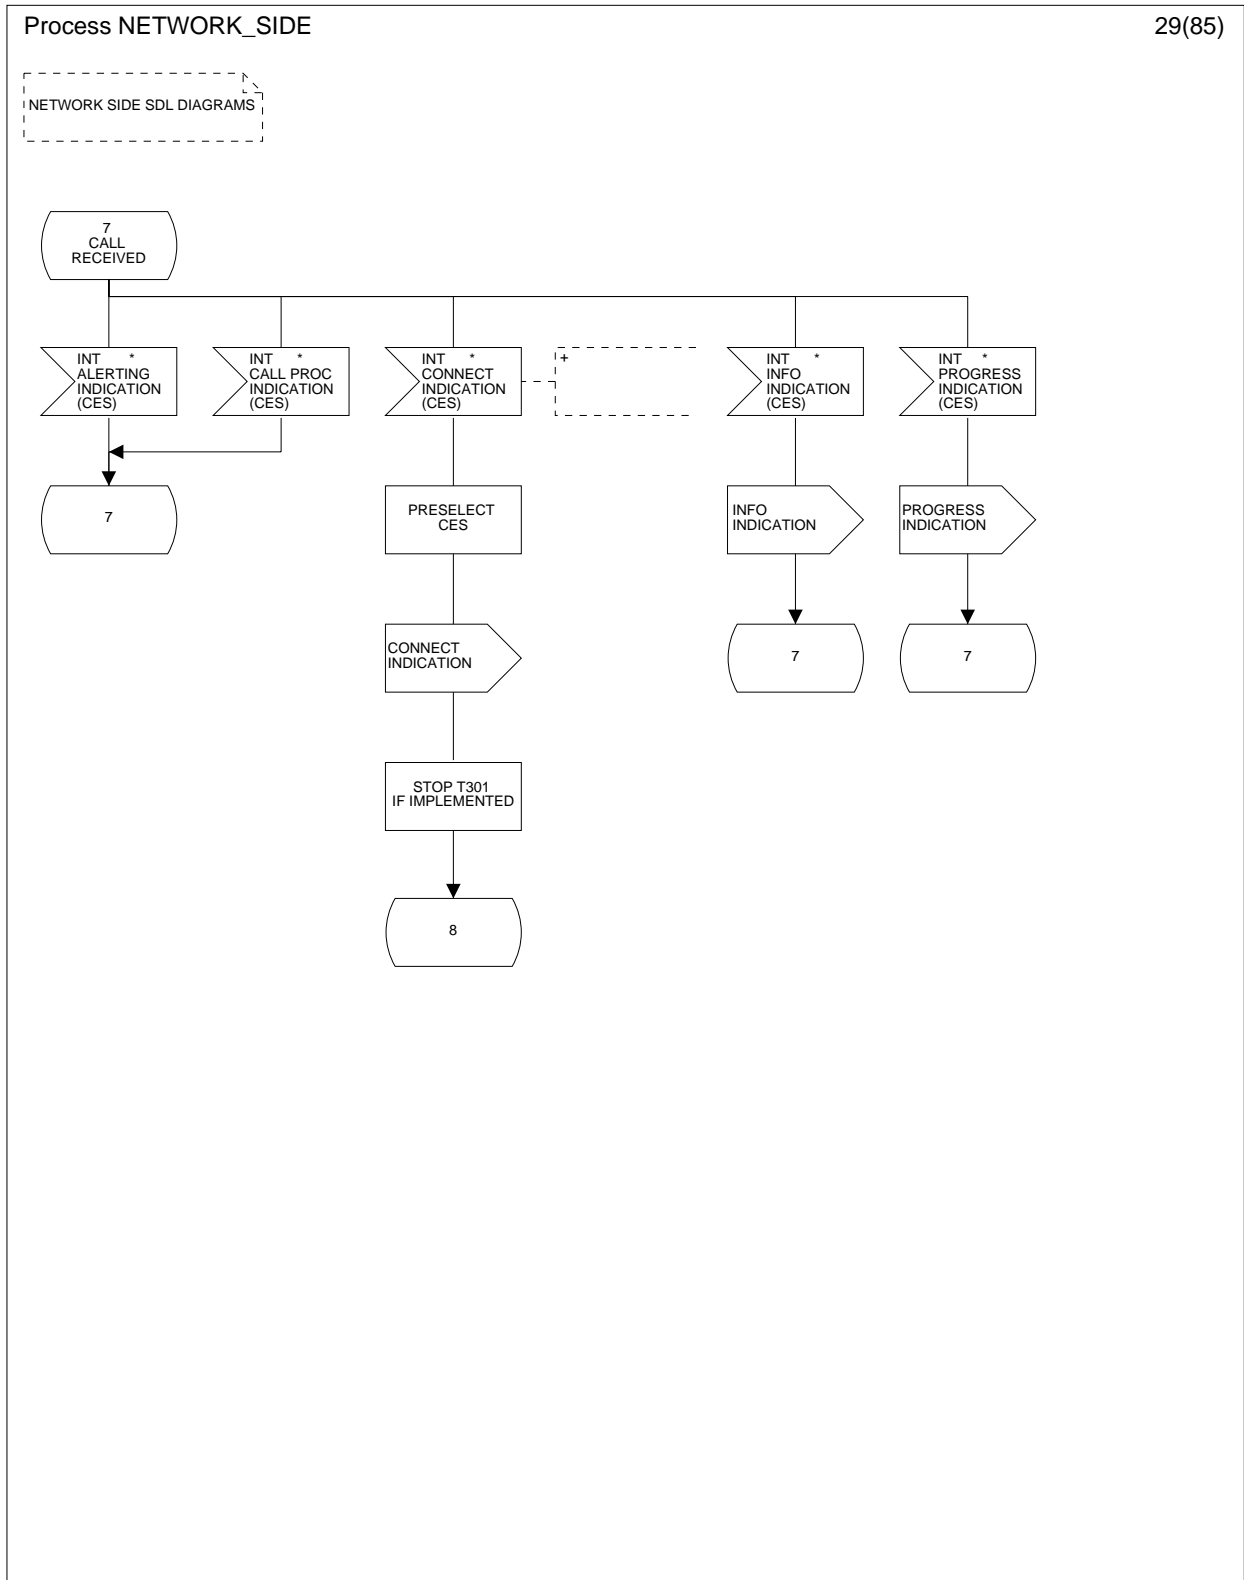 Process NETWORK_SIDE 29(85)
NETWORK SIDE SDL DIAGRAMS
7
CALL
RECEIVED
INT *
ALERTING
INDICATION
(CES)
INT *
CALL PROC
INDICATION
(CES)
INT *
CONNECT
INDICATION
(CES)
+
INT *
INFO
INDICATION
(CES)
INT *
PROGRESS
INDICATION
(CES)
7
PRESELECT
CES
INFO
INDICATION
PROGRESS
INDICATION
CONNECT
INDICATION
7
7
STOP T301
IF IMPLEMENTED
8